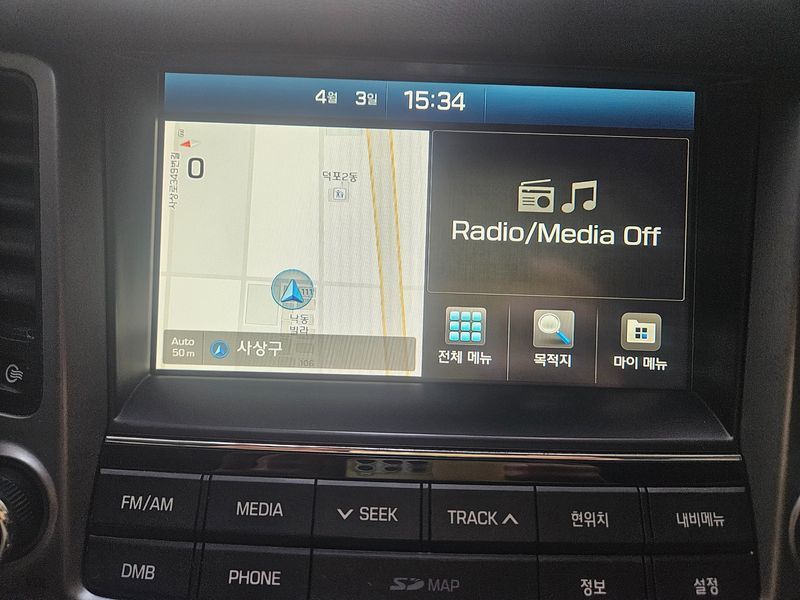 4월 3일 15:34
사상로349번길
0
덕포2동
111
낙동
빌라
106
Auto
50m
사상구
Radio/Media Off
전체 메뉴
목적지
마이 메뉴
FM/AM
MEDIA
SEEK
TRACK
현위치
내비메뉴
DMB
PHONE
SD MAP
정보
설정